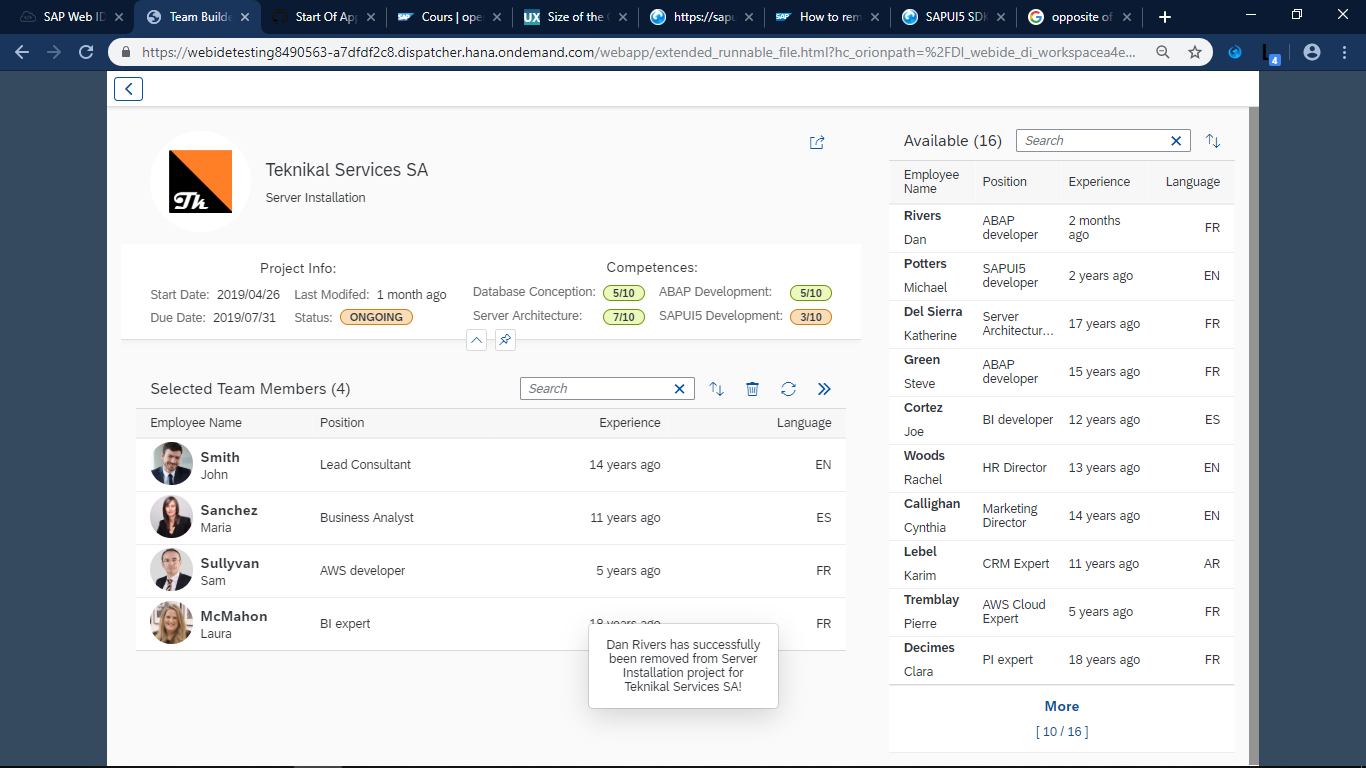 SAP Web ID
Team Builde
Start Of App
Cours | ope
Size of the
https://sapu
How to rem
SAPUI5 SDK
opposite of
https://webidetesting8490563-a7dfdf2c8.dispatcher.hana.ondemand.com/webapp/extended_runnable_file.html?hc_orionpath=%2FDI_webide_di_workspacea4e...
4
Th
Teknikal Services SA
Server Installation
Project Info:
Start Date: 2019/04/26 Last Modifed: 1 month ago
Due Date: 2019/07/31 Status: ONGOING
Competences:
Database Conception: 5/10 ABAP Development: 5/10
Server Architecture: 7/10 SAPUI5 Development: 3/10
Selected Team Members (4)
Search
Employee Name Position Experience Language
Smith
John
Lead Consultant 14 years ago EN
Sanchez
Maria
Business Analyst 11 years ago ES
Sullyvan
Sam
AWS developer 5 years ago FR
McMahon
Laura
BI expert 18 years ago FR
Dan Rivers has successfully
been removed from Server
Installation project for
Teknikal Services SA!
Available (16)
Search
Employee
Name
Position Experience Language
Rivers
Dan
ABAP
developer
2 months
ago
FR
Potters
Michael
SAPUI5
developer
2 years ago EN
Del Sierra
Katherine
Server
Architectur...
17 years ago FR
Green
Steve
ABAP
developer
15 years ago FR
Cortez
Joe
BI developer 12 years ago ES
Woods
Rachel
HR Director 13 years ago EN
Callighan
Cynthia
Marketing
Director
14 years ago EN
Lebel
Karim
CRM Expert 11 years ago AR
Tremblay
Pierre
AWS Cloud
Expert
5 years ago FR
Decimes
Clara
PI expert 18 years ago FR
More
[ 10 / 16 ]